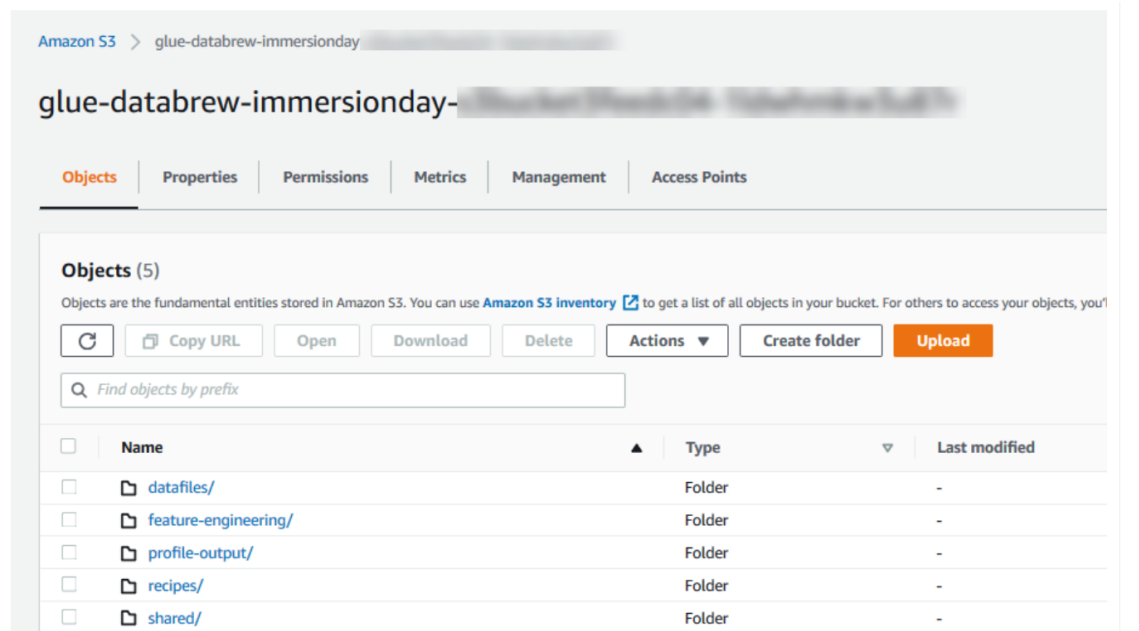 Amazon S3 > glue-databrew-immersionday
glue-databrew-immersionday-
Objects Properties Permissions Metrics Management Access Points
Objects (5)
Objects are the fundamental entities stored in Amazon S3. You can use Amazon S3 inventory to get a list of all objects in your bucket. For others to access your objects, you'l
Copy URL Open Download Delete Actions Create folder Upload
Find objects by prefix
Name Type Last modified
datafiles/ Folder -
feature-engineering/ Folder -
profile-output/ Folder -
recipes/ Folder -
shared/ Folder -